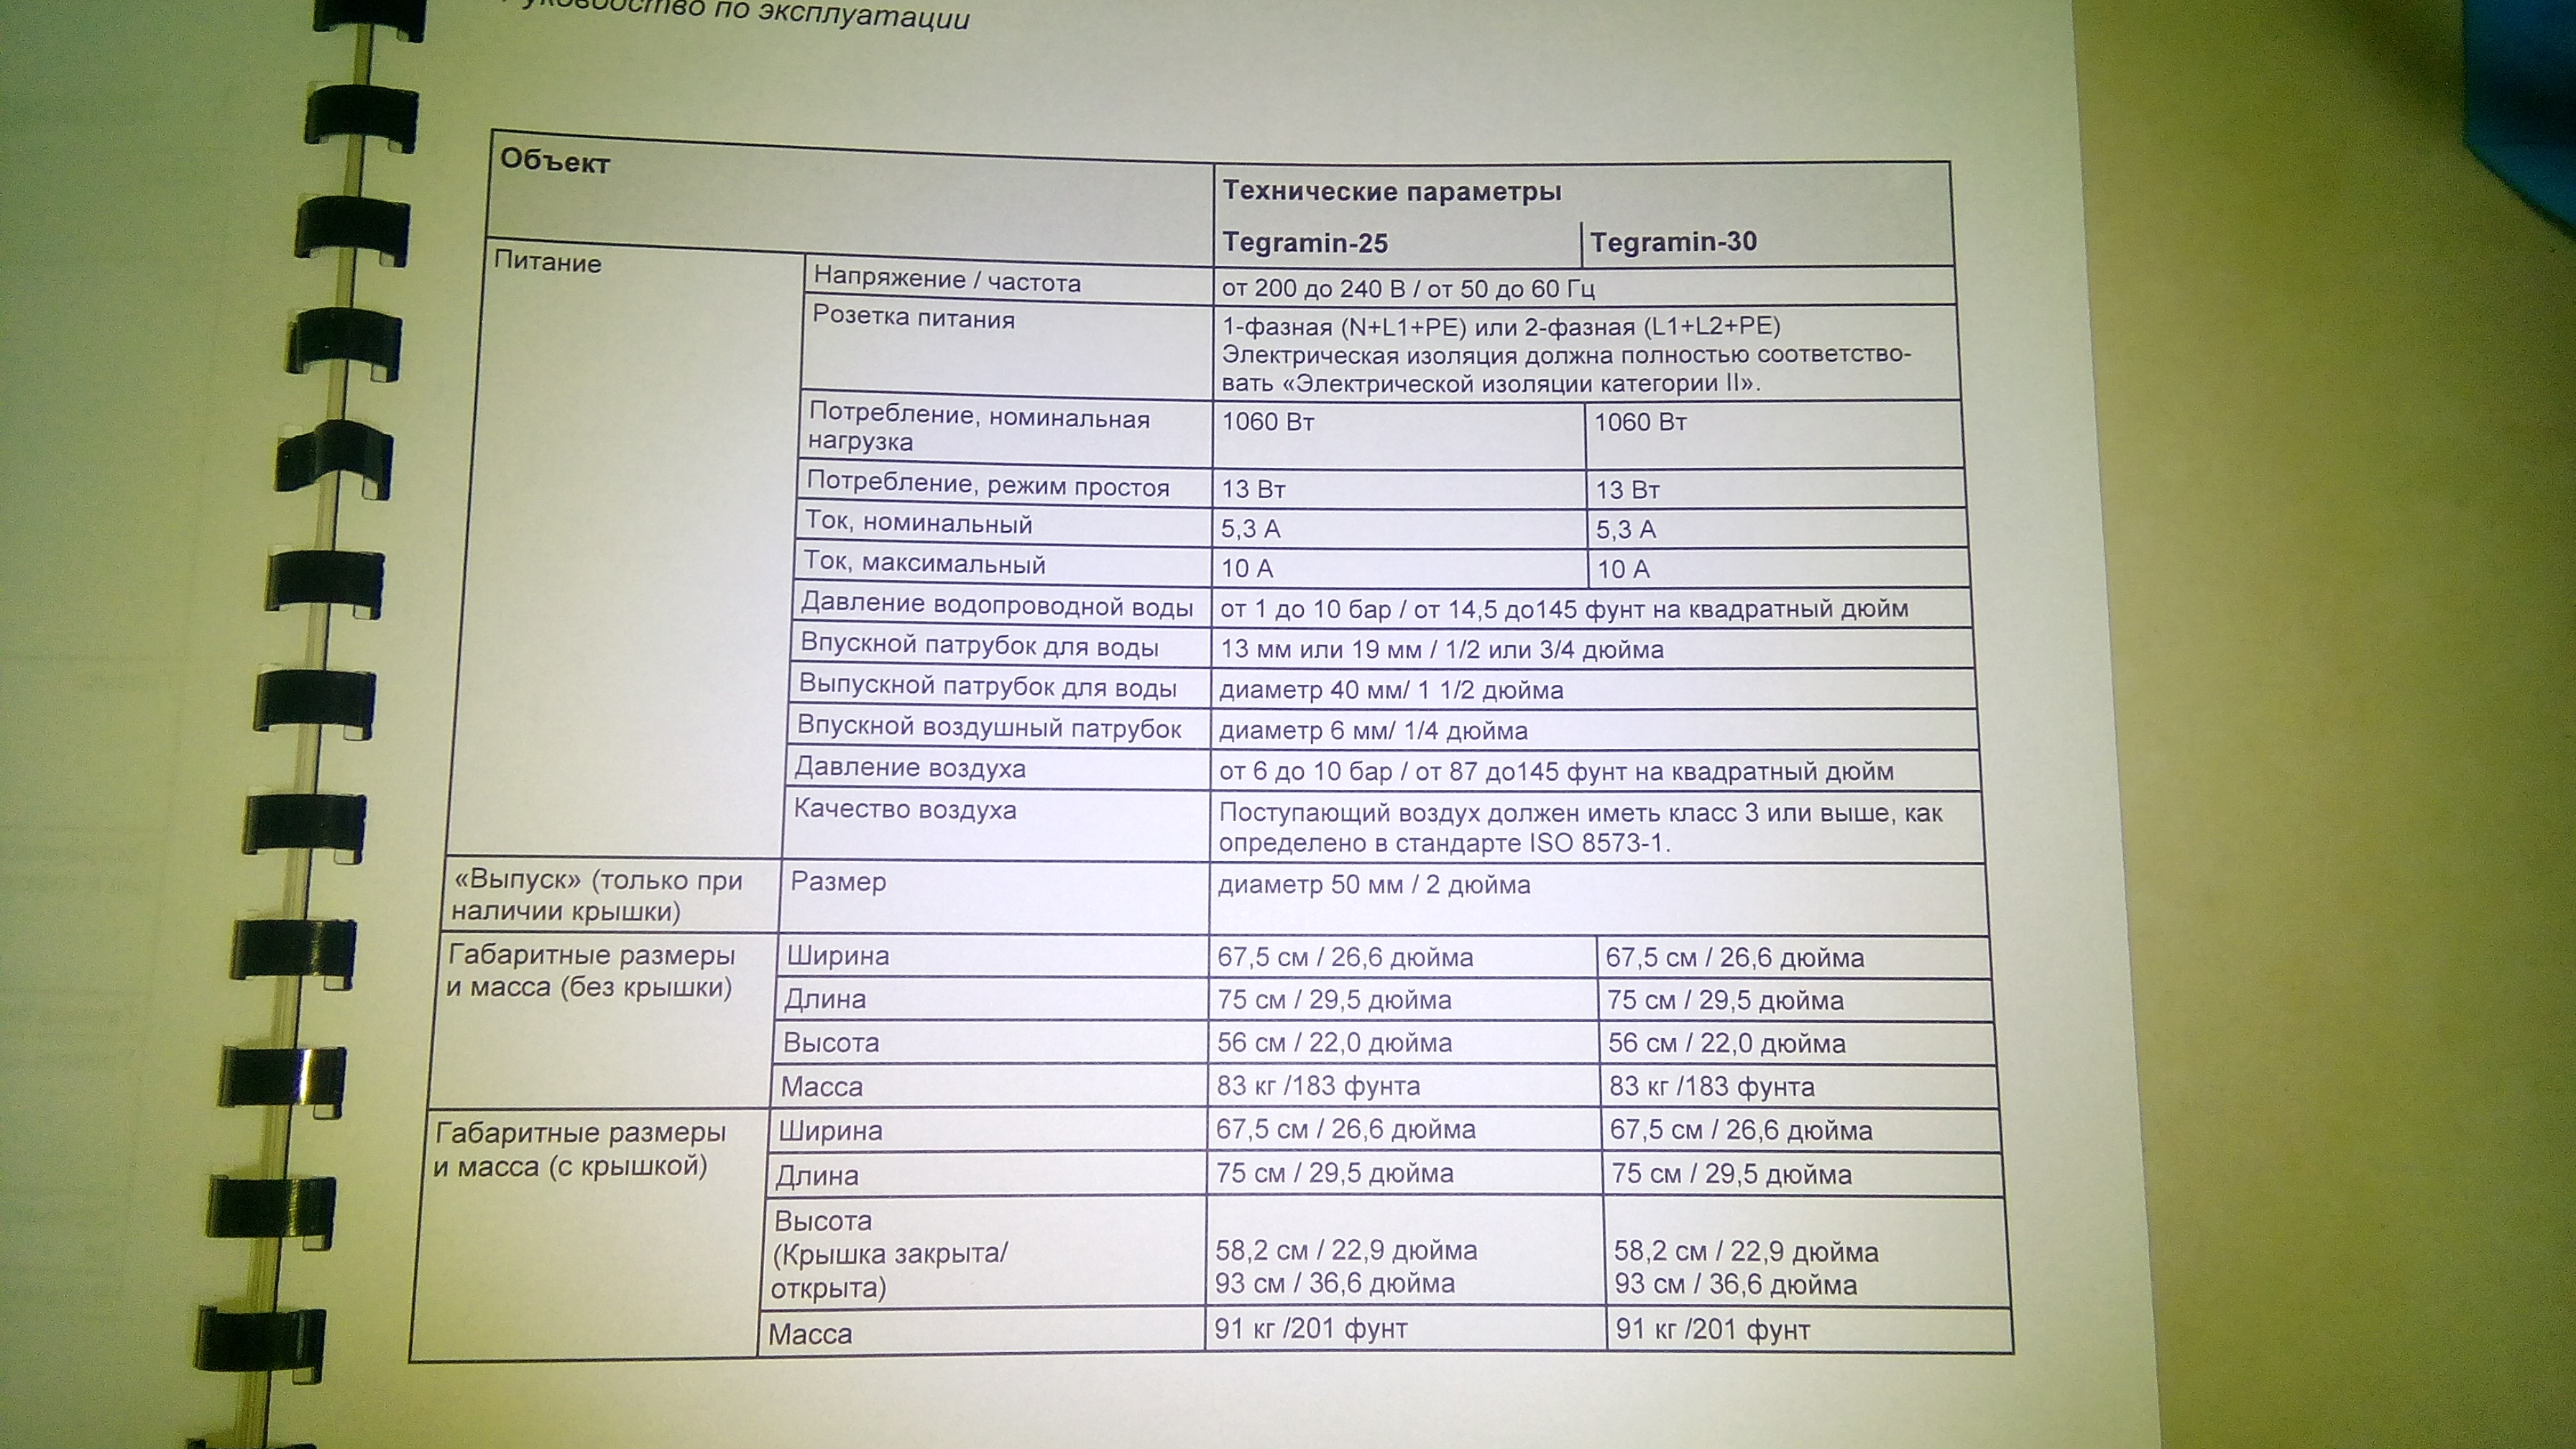 по эксплуатации
Объект
Технические параметры
Tegramin-25
Tegramin-30
Питание
Напряжение / частота
от 200 до 240 В / от 50 до 60 Гц
Розетка питания
1-фазная (N+L1+PE) или 2-фазная (L1+L2+PE)
Электрическая изоляция должна полностью соответство-
вать «Электрической изоляции категории II».
Потребление, номинальная
нагрузка
1060 Вт
1060 Вт
Потребление, режим простоя
13 Вт
13 Вт
Ток, номинальный
5,3 А
5,3 А
Ток, максимальный
10 А
10 А
Давление водопроводной воды
от 1 до 10 бар / от 14,5 до145 фунт на квадратный дюйм
Впускной патрубок для воды
13 мм или 19 мм / 1/2 или 3/4 дюйма
Выпускной патрубок для воды
диаметр 40 мм/ 1 1/2 дюйма
Впускной воздушный патрубок
диаметр 6 мм/ 1/4 дюйма
Давление воздуха
от 6 до 10 бар / от 87 до145 фунт на квадратный дюйм
Качество воздуха
Поступающий воздух должен иметь класс 3 или выше, как
определено в стандарте ISO 8573-1.
«Выпуск» (только при
наличии крышки)
Размер
диаметр 50 мм / 2 дюйма
Габаритные размеры
и масса (без крышки)
Ширина
67,5 см / 26,6 дюйма
67,5 см / 26,6 дюйма
Длина
75 см / 29,5 дюйма
75 см / 29,5 дюйма
Высота
56 см / 22,0 дюйма
56 см / 22,0 дюйма
Масса
83 кг /183 фунта
83 кг /183 фунта
Габаритные размеры
и масса (с крышкой)
Ширина
67,5 см / 26,6 дюйма
67,5 см / 26,6 дюйма
Длина
75 см / 29,5 дюйма
75 см / 29,5 дюйма
Высота
(Крышка закрыта/
открыта)
58,2 см / 22,9 дюйма
93 см / 36,6 дюйма
58,2 см / 22,9 дюйма
93 см / 36,6 дюйма
Масса
91 кг /201 фунт
91 кг /201 фунт